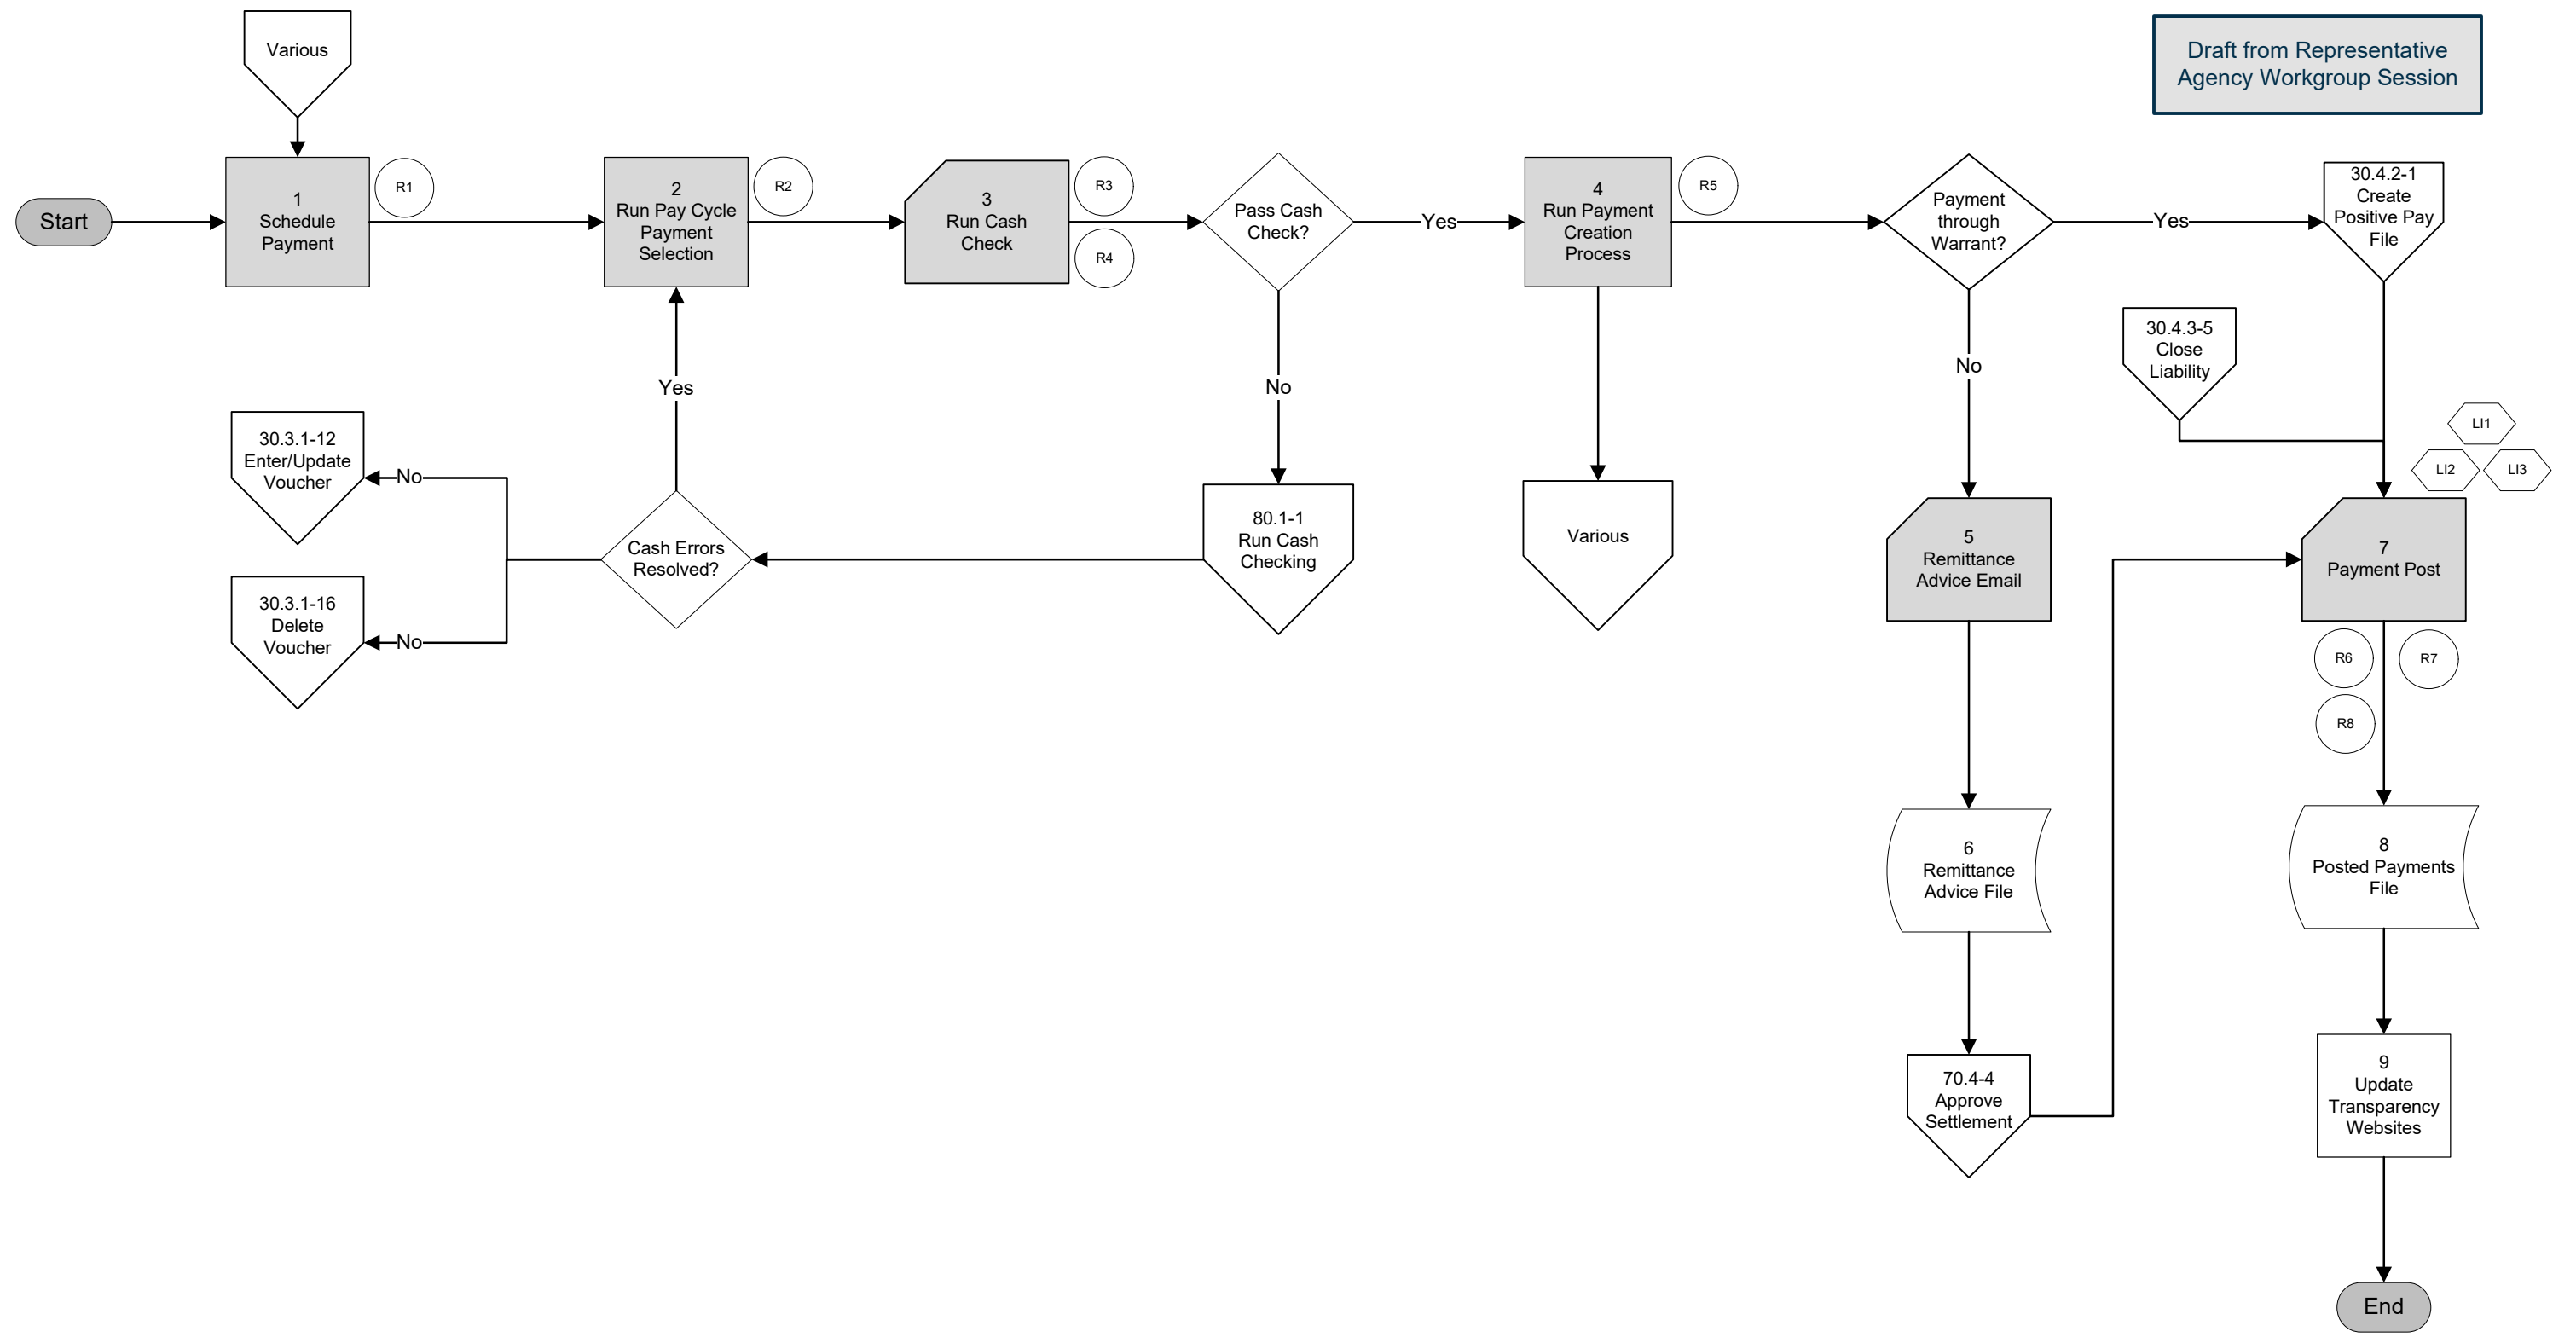 Various
Draft from Representative
Agency Workgroup Session
Start
1
Schedule
Payment
R1
2
Run Pay Cycle
Payment
Selection
R2
3
Run Cash
Check
R3
R4
Pass Cash
Check?
Yes
4
Run Payment
Creation
Process
R5
Payment
through
Warrant?
Yes
30.4.2-1
Create
Positive Pay
File
30.4.3-5
Close
Liability
Yes
No
No
LI1
LI2
LI3
30.3.1-12
Enter/Update
Voucher
No
30.3.1-16
Delete
Voucher
No
Cash Errors
Resolved?
80.1-1
Run Cash
Checking
Various
5
Remittance
Advice Email
7
Payment Post
R6
R7
R8
6
Remittance
Advice File
8
Posted Payments
File
70.4-4
Approve
Settlement
9
Update
Transparency
Websites
End